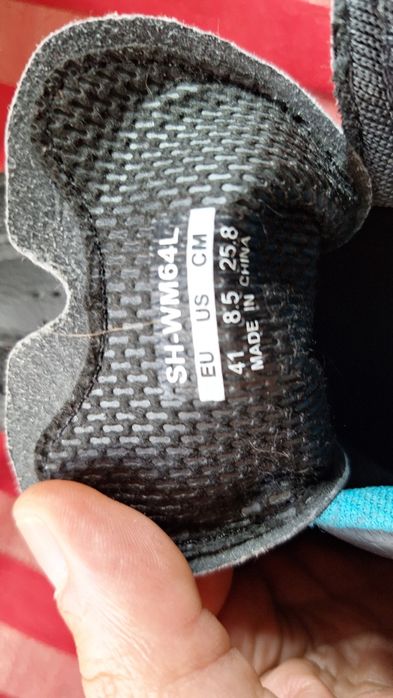 SH-WM64L
EU US CM
41 8.5 25.8
MADE IN CHINA